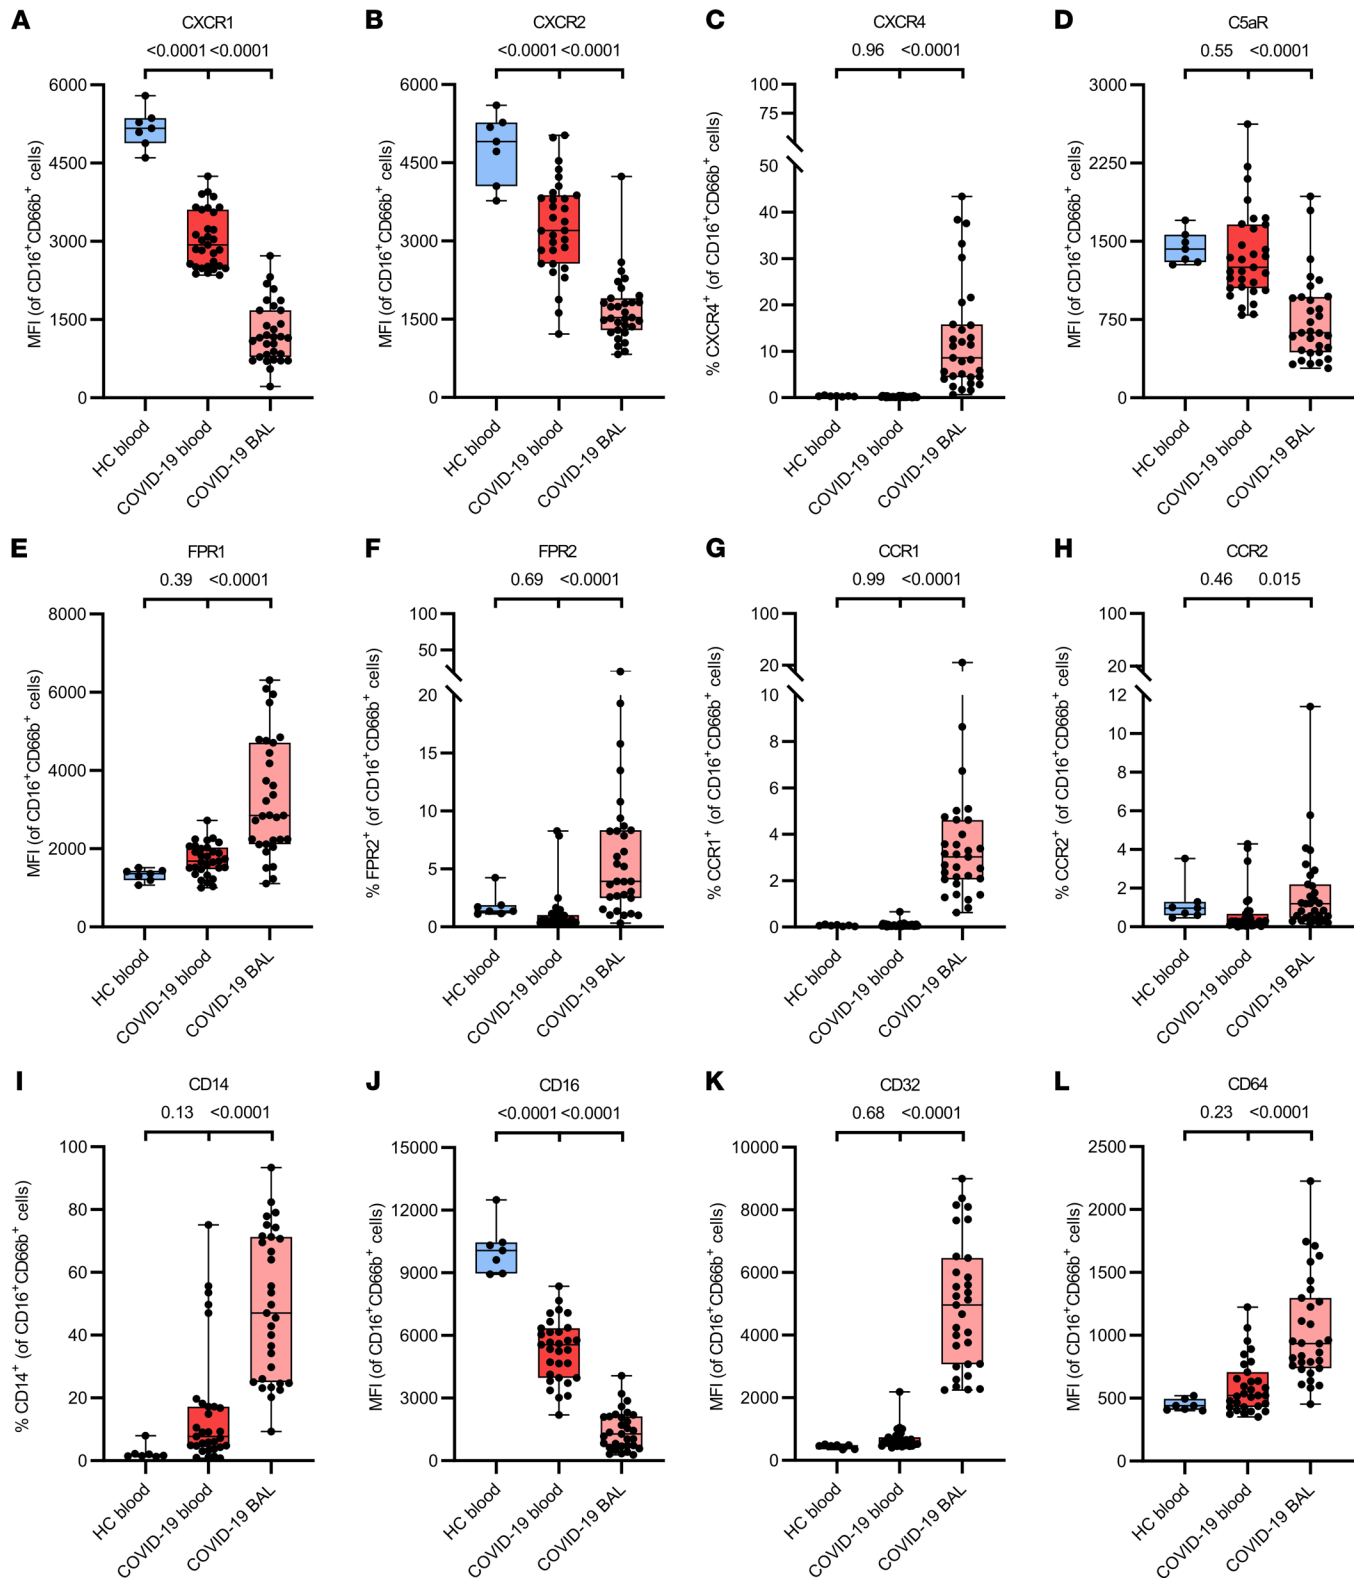 A CXCR1
<0.0001 <0.0001
MFI (of CD16+CD66b+ cells)
6000
4500
3000
1500
0
HC blood
COVID-19 blood
COVID-19 BAL
B CXCR2
<0.0001 <0.0001
MFI (of CD16+CD66b+ cells)
6000
4500
3000
1500
0
HC blood
COVID-19 blood
COVID-19 BAL
C CXCR4
0.96 <0.0001
% CXCR4+ (of CD16+CD66b+ cells)
100
75
50
40
30
20
10
0
HC blood
COVID-19 blood
COVID-19 BAL
D C5aR
0.55 <0.0001
MFI (of CD16+CD66b+ cells)
3000
2250
1500
750
0
HC blood
COVID-19 blood
COVID-19 BAL
E FPR1
0.39 <0.0001
MFI (of CD16+CD66b+ cells)
8000
6000
4000
2000
0
HC blood
COVID-19 blood
COVID-19 BAL
F FPR2
0.69 <0.0001
% FPR2+ (of CD16+CD66b+ cells)
100
50
20
15
10
5
0
HC blood
COVID-19 blood
COVID-19 BAL
G CCR1
0.99 <0.0001
% CCR1+ (of CD16+CD66b+ cells)
100
20
10
8
6
4
2
0
HC blood
COVID-19 blood
COVID-19 BAL
H CCR2
0.46 0.015
% CCR2+ (of CD16+CD66b+ cells)
100
20
12
10
8
6
4
2
0
HC blood
COVID-19 blood
COVID-19 BAL
I CD14
0.13 <0.0001
% CD14+ (of CD16+CD66b+ cells)
100
80
60
40
20
0
HC blood
COVID-19 blood
COVID-19 BAL
J CD16
<0.0001 <0.0001
MFI (of CD16+CD66b+ cells)
15000
12000
9000
6000
3000
0
HC blood
COVID-19 blood
COVID-19 BAL
K CD32
0.68 <0.0001
MFI (of CD16+CD66b+ cells)
10000
8000
6000
4000
2000
0
HC blood
COVID-19 blood
COVID-19 BAL
L CD64
0.23 <0.0001
MFI (of CD16+CD66b+ cells)
2500
2000
1500
1000
500
0
HC blood
COVID-19 blood
COVID-19 BAL